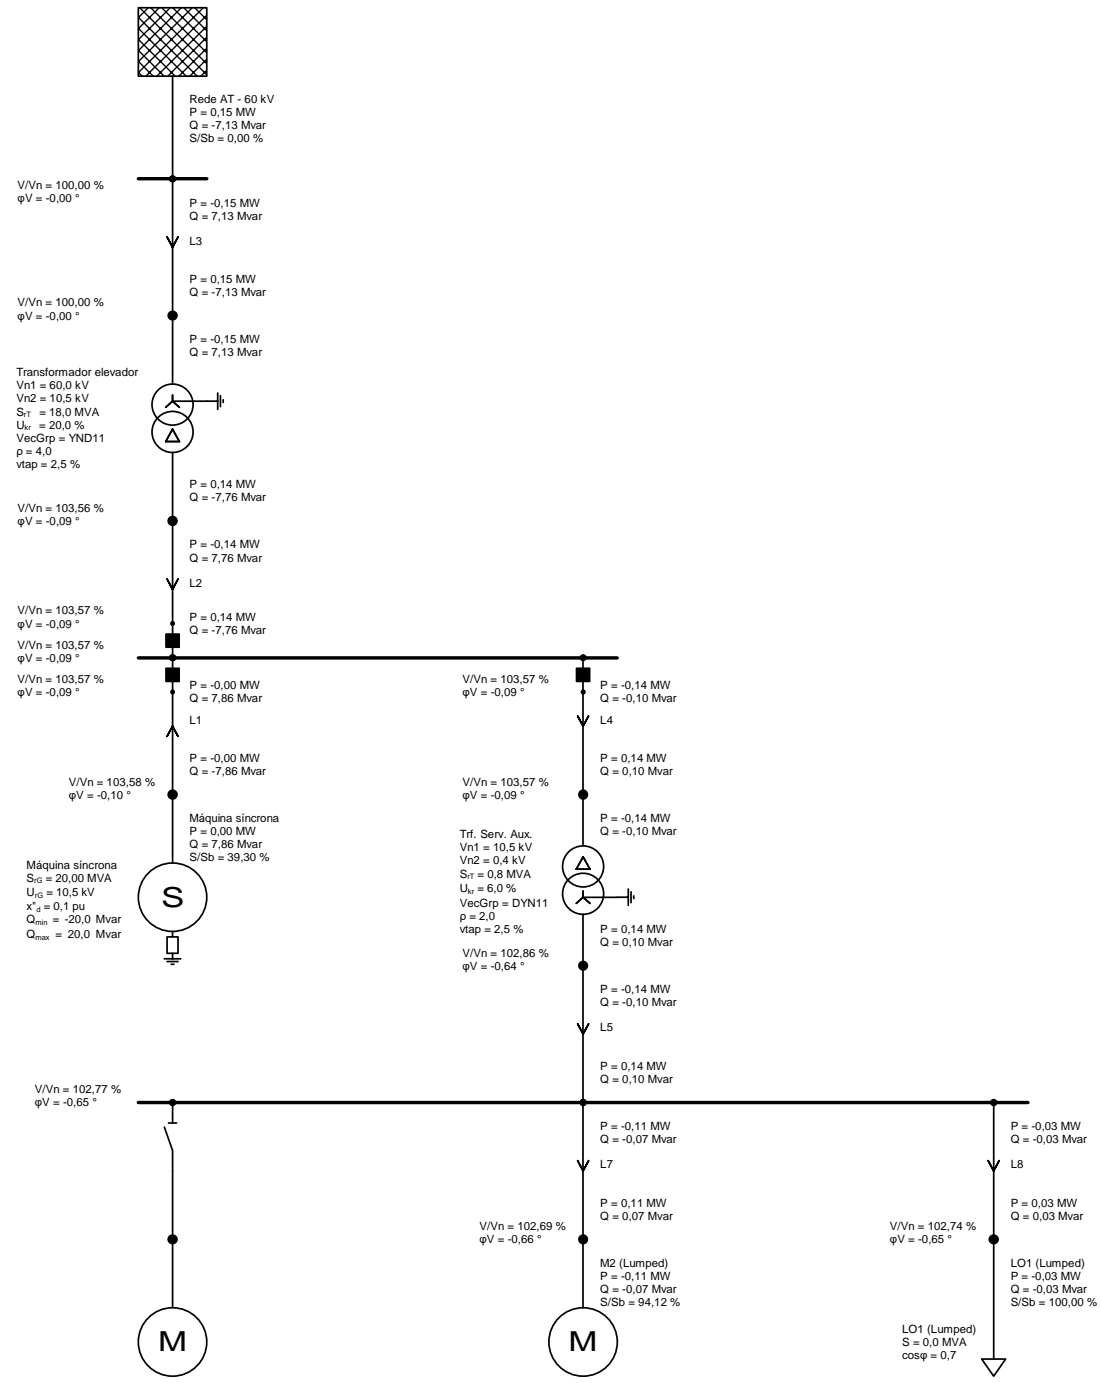 Rede AT - 60 kV
P = 0,15 MW
Q = -7,13 Mvar
S/Sb = 0,00 %
V/Vn = 100,00 %
φV = -0,00 °
P = -0,15 MW
Q = 7,13 Mvar
L3
P = 0,15 MW
Q = -7,13 Mvar
V/Vn = 100,00 %
φV = -0,00 °
P = -0,15 MW
Q = 7,13 Mvar
Transformador elevador
Vn1 = 60,0 kV
Vn2 = 10,5 kV
SrT = 18,0 MVA
Ukr = 20,0 %
VecGrp = YND11
ρ = 4,0
vtap = 2,5 %
P = 0,14 MW
Q = -7,76 Mvar
V/Vn = 103,56 %
φV = -0,09 °
P = -0,14 MW
Q = 7,76 Mvar
L2
V/Vn = 103,57 %
φV = -0,09 °
P = 0,14 MW
Q = -7,76 Mvar
V/Vn = 103,57 %
φV = -0,09 °
V/Vn = 103,57 %
φV = -0,09 °
P = -0,00 MW
Q = 7,86 Mvar
L1
P = -0,00 MW
Q = -7,86 Mvar
V/Vn = 103,58 %
φV = -0,10 °
Máquina síncrona
P = 0,00 MW
Q = 7,86 Mvar
S/Sb = 39,30 %
Máquina síncrona
SrG = 20,00 MVA
UrG = 10,5 kV
x"d = 0,1 pu
Qmin = -20,0 Mvar
Qmax = 20,0 Mvar
S
V/Vn = 103,57 %
φV = -0,09 °
P = -0,14 MW
Q = -0,10 Mvar
L4
P = 0,14 MW
Q = 0,10 Mvar
V/Vn = 103,57 %
φV = -0,09 °
P = -0,14 MW
Q = -0,10 Mvar
Trf. Serv. Aux.
Vn1 = 10,5 kV
Vn2 = 0,4 kV
SrT = 0,8 MVA
Ukr = 6,0 %
VecGrp = DYN11
ρ = 2,0
vtap = 2,5 %
P = 0,14 MW
Q = 0,10 Mvar
V/Vn = 102,86 %
φV = -0,64 °
P = -0,14 MW
Q = -0,10 Mvar
L5
P = 0,14 MW
Q = 0,10 Mvar
V/Vn = 102,77 %
φV = -0,65 °
M
P = -0,11 MW
Q = -0,07 Mvar
L7
P = 0,11 MW
Q = 0,07 Mvar
V/Vn = 102,69 %
φV = -0,66 °
M2 (Lumped)
P = -0,11 MW
Q = -0,07 Mvar
S/Sb = 94,12 %
M
P = -0,03 MW
Q = -0,03 Mvar
L8
P = 0,03 MW
Q = 0,03 Mvar
V/Vn = 102,74 %
φV = -0,65 °
LO1 (Lumped)
P = -0,03 MW
Q = -0,03 Mvar
S/Sb = 100,00 %
LO1 (Lumped)
S = 0,0 MVA
cosφ = 0,7